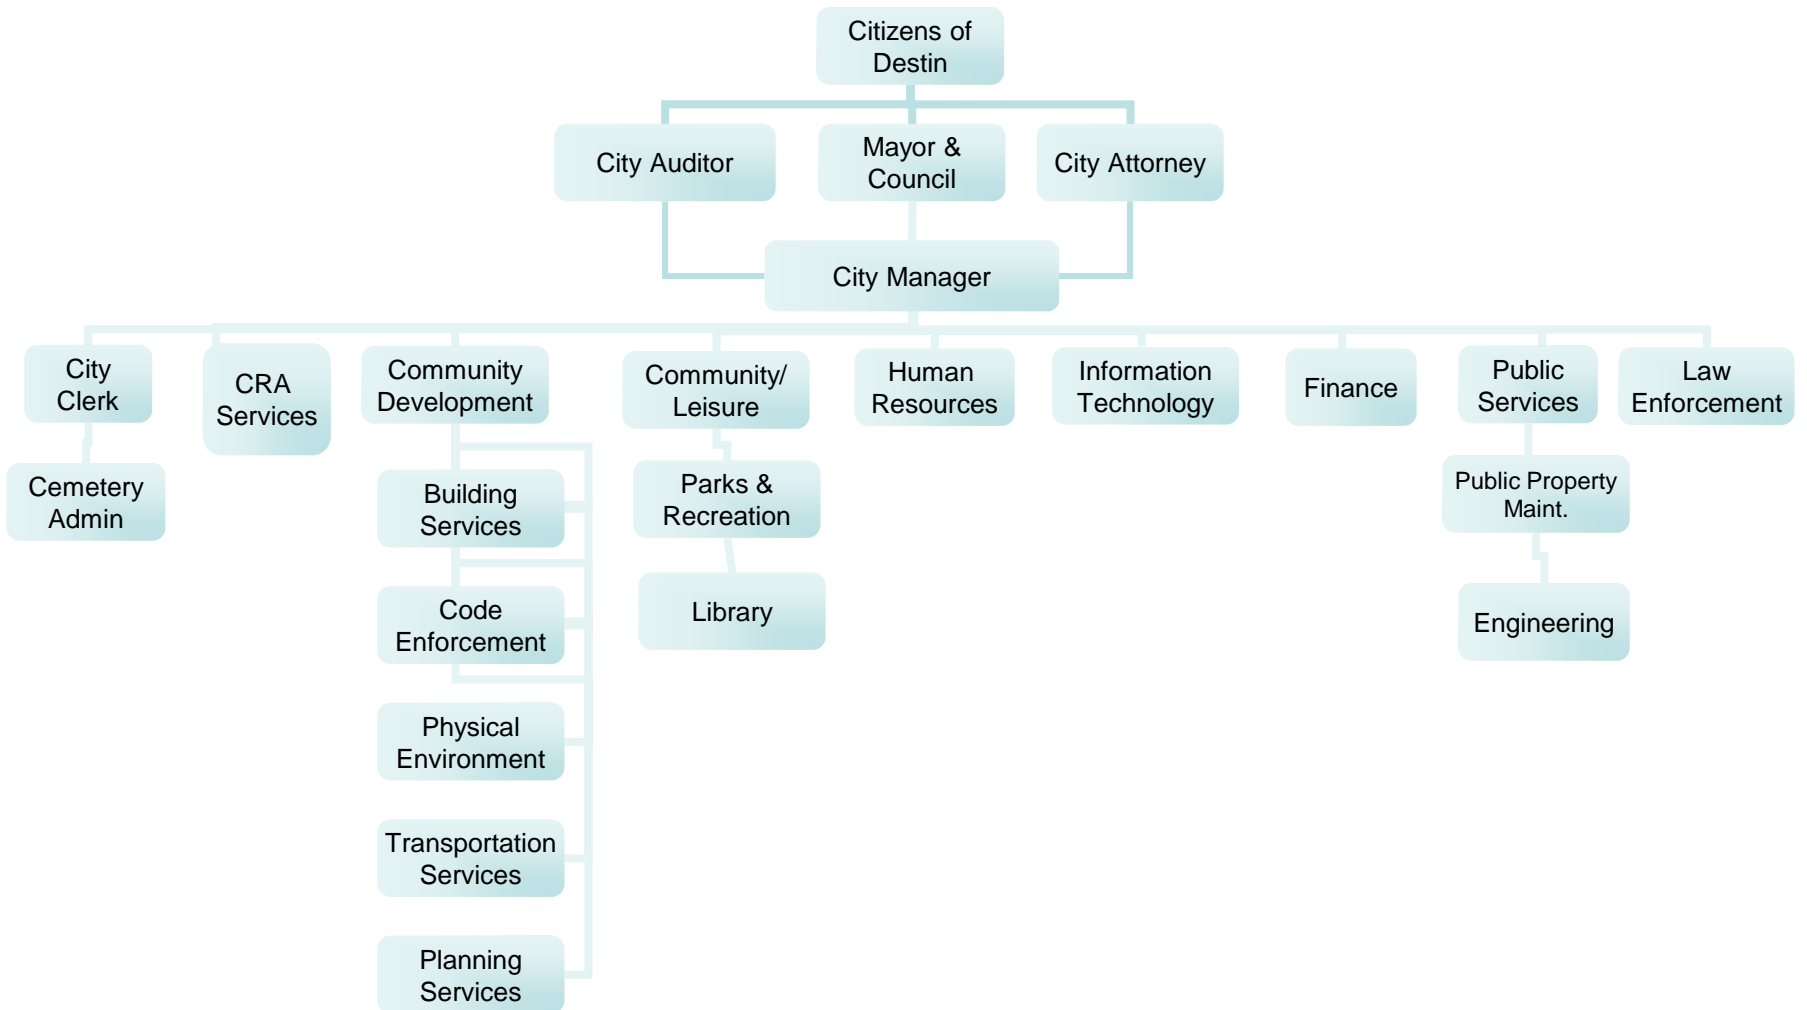 Citizens of
Destin
City Auditor
Mayor &
Council
City Attorney
City Manager
City
Clerk
CRA
Services
Community
Development
Community/
Leisure
Human
Resources
Information
Technology
Finance
Public
Services
Law
Enforcement
Cemetery
Admin
Building
Services
Parks &
Recreation
Public Property
Maint.
Code
Enforcement
Library
Engineering
Physical
Environment
Transportation
Services
Planning
Services